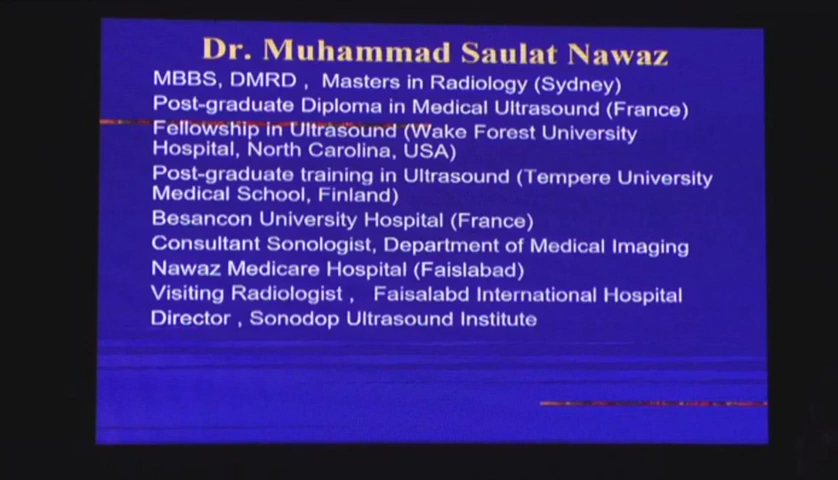 Dr. Muhammad Saulat Nawaz
MBBS, DMRD , Masters in Radiology (Sydney)
Post-graduate Diploma in Medical Ultrasound (France)
Fellowship in Ultrasound (Wake Forest University
Hospital, North Carolina, USA)
Post-graduate training in Ultrasound (Tempere University
Medical School, Finland)
Besancon University Hospital (France)
Consultant Sonologist, Department of Medical Imaging
Nawaz Medicare Hospital (Faislabad)
Visiting Radiologist , Faisalabd International Hospital
Director , Sonodop Ultrasound Institute